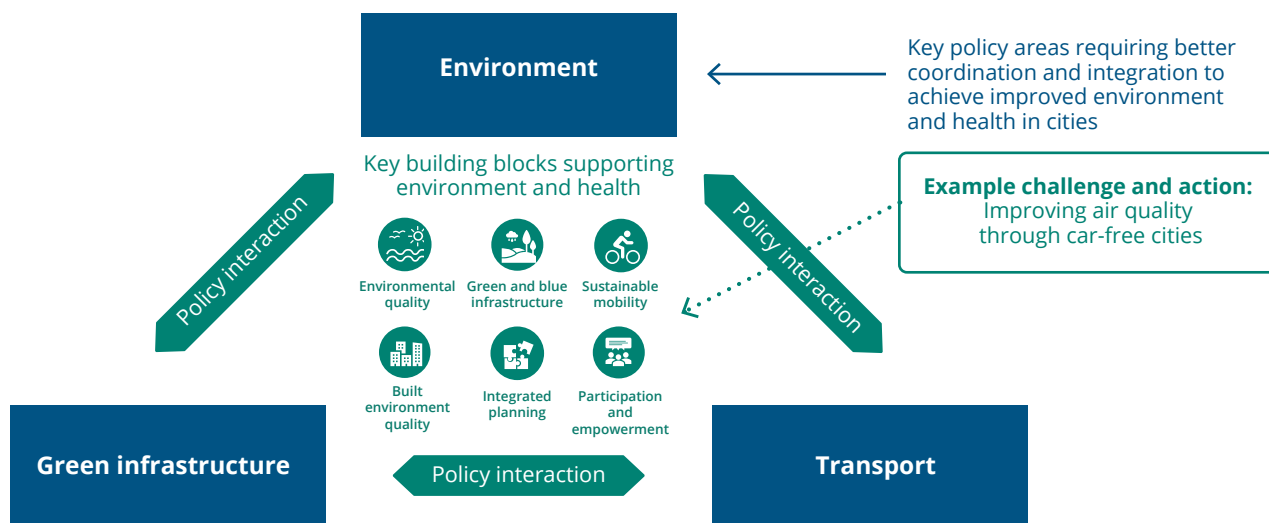 Environment
Key policy areas requiring better
coordination and integration to
achieve improved environment
and health in cities
Key building blocks supporting
environment and health
Example challenge and action:
Improving air quality
through car-free cities
Policy interaction
Policy interaction
Environmental
quality
Green and blue
infrastructure
Sustainable
mobility
Built
environment
quality
Integrated
planning
Participation
and
empowerment
Green infrastructure
Policy interaction
Transport